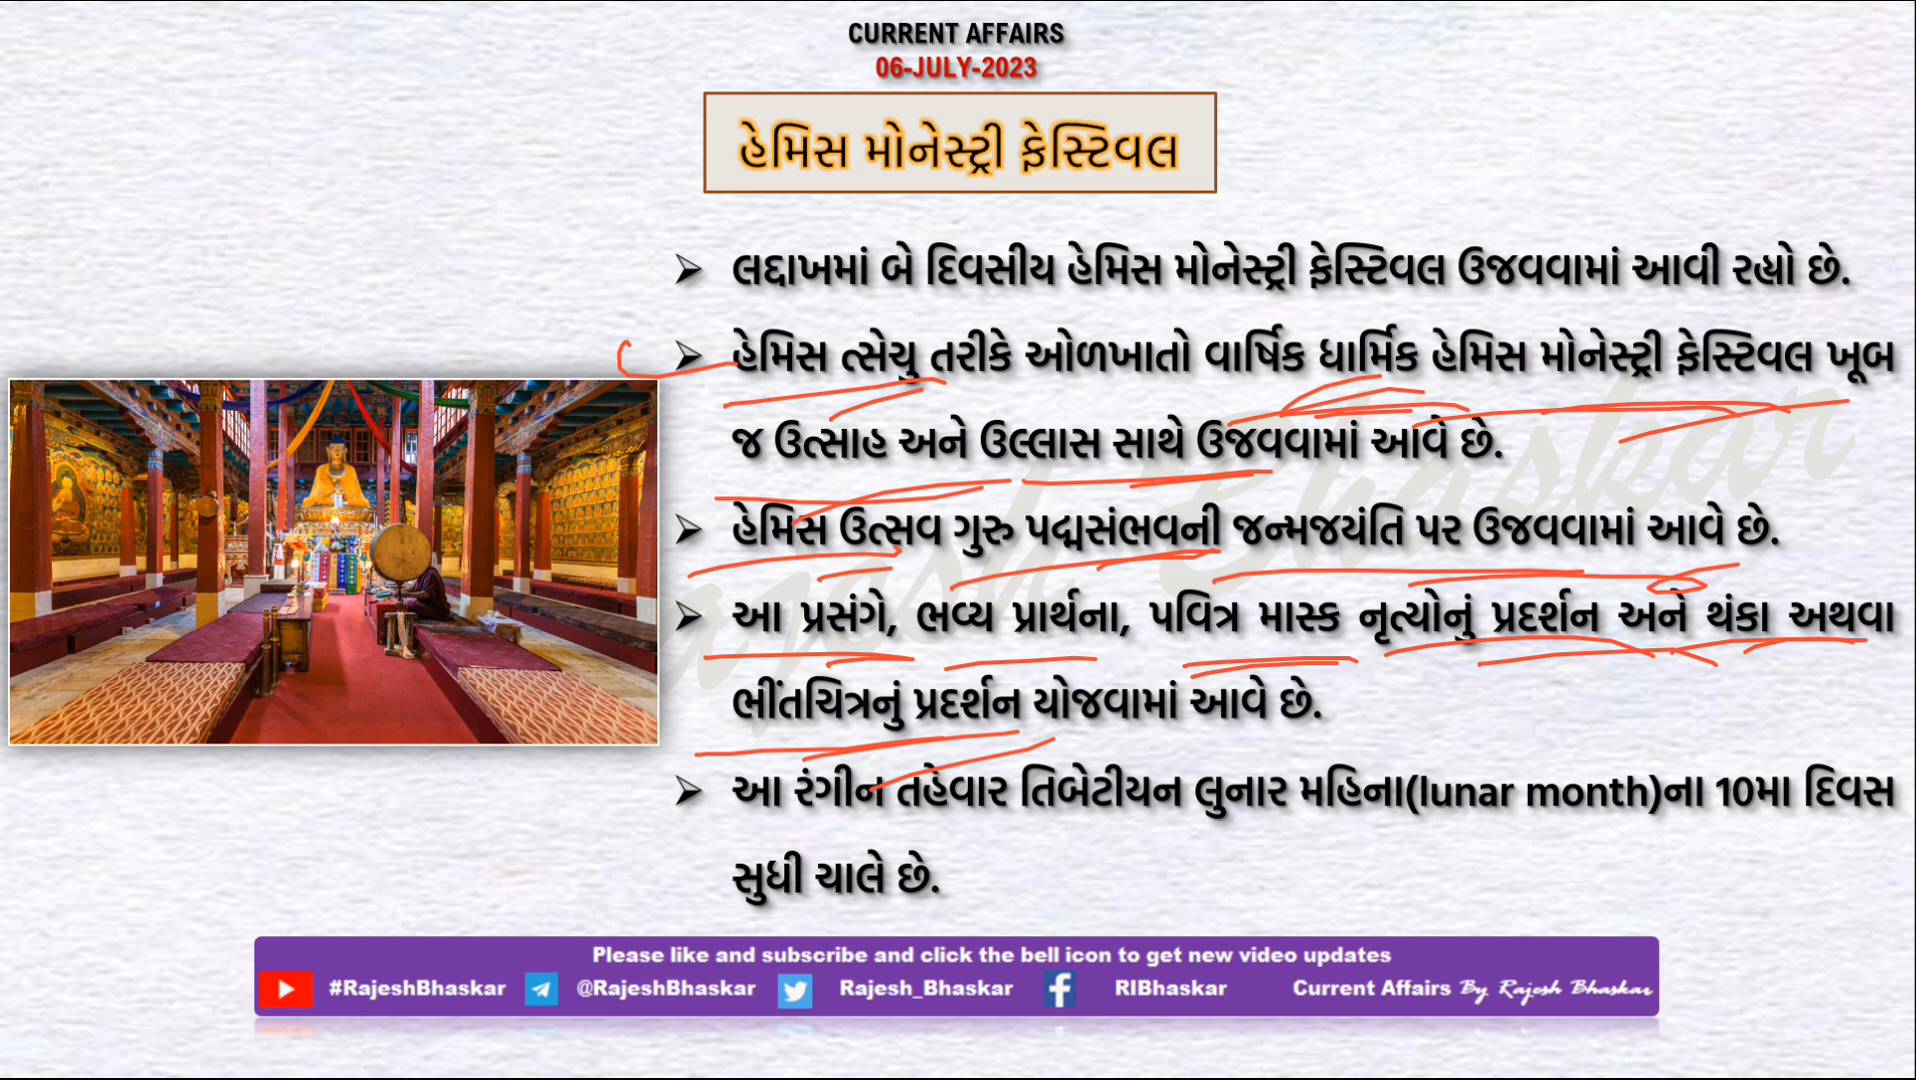 CURRENT AFFAIRS
06-JULY-2023
હેમિસ મોનેસ્ટ્રી ફેસ્ટિવલ
➢ લદ્દાખમાં બે દિવસીય હેમિસ મોનેસ્ટ્રી ફેસ્ટિવલ ઉજવવામાં આવી રહ્યો છે.
➢ હેમિસ ત્સેચુ તરીકે ઓળખાતો વાર્ષિક ધાર્મિક હેમિસ મોનેસ્ટ્રી ફેસ્ટિવલ ખૂબ
જ ઉત્સાહ અને ઉલ્લાસ સાથે ઉજવવામાં આવે છે.
➢ હેમિસ ઉત્સવ ગુરુ પદ્મસંભવની જન્મજયંતિ પર ઉજવવામાં આવે છે.
➢ આ પ્રસંગે, ભવ્ય પ્રાર્થના, પવિત્ર માસ્ક નૃત્યોનું પ્રદર્શન અને થંકા અથવા
ભીંતચિત્રનું પ્રદર્શન યોજવામાં આવે છે.
➢ આ રંગીન તહેવાર તિબેટીયન લુનાર મહિના(lunar month)ના 10મા દિવસ
સુધી ચાલે છે.
Please like and subscribe and click the bell icon to get new video updates
#RajeshBhaskar @RajeshBhaskar Rajesh_Bhaskar RIBhaskar Current Affairs By Rajesh Bhaskar